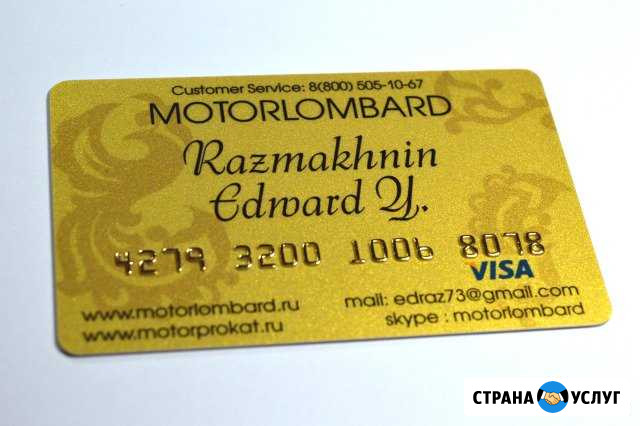 Customer Service: 8(800) 505-10-67
MOTORLOMBARD
Razmakhnin
Edward Y.
4279 3200 1006 8078
VISA
www.motorlombard.ru
www.motorprokat.ru
mail: edraz73@gmail.com
skype : motorlombard
СТРАНА УСЛУГ